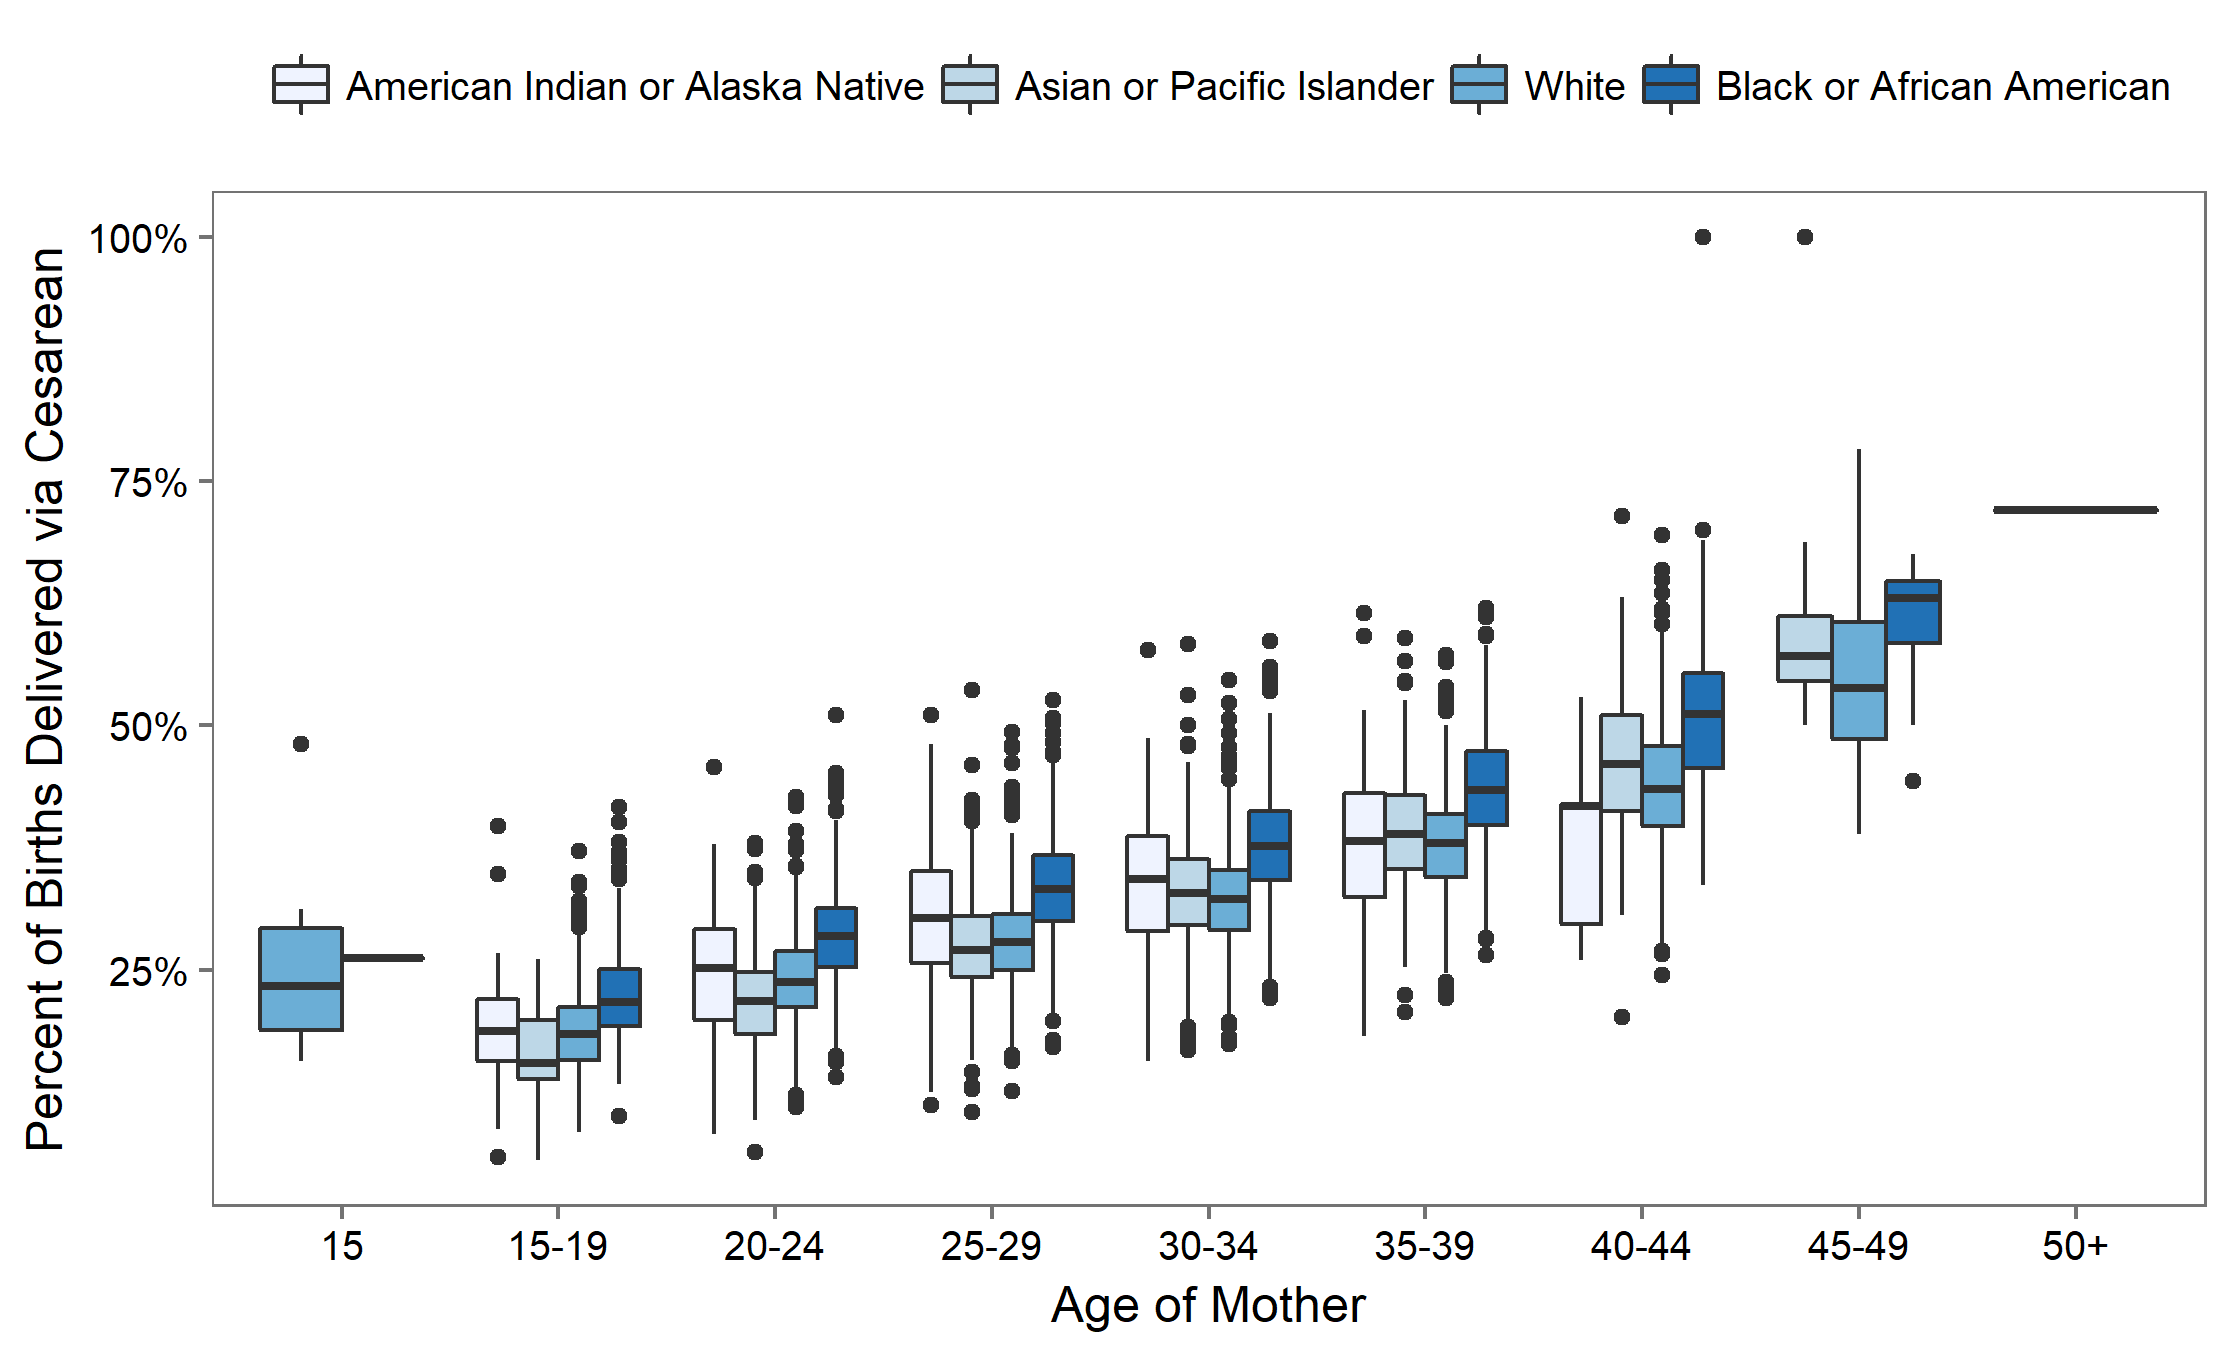 American Indian or Alaska Native Asian or Pacific Islander White Black or African American
Percent of Births Delivered via Cesarean
100%
75%
50%
25%
15 15-19 20-24 25-29 30-34 35-39 40-44 45-49 50+
Age of Mother